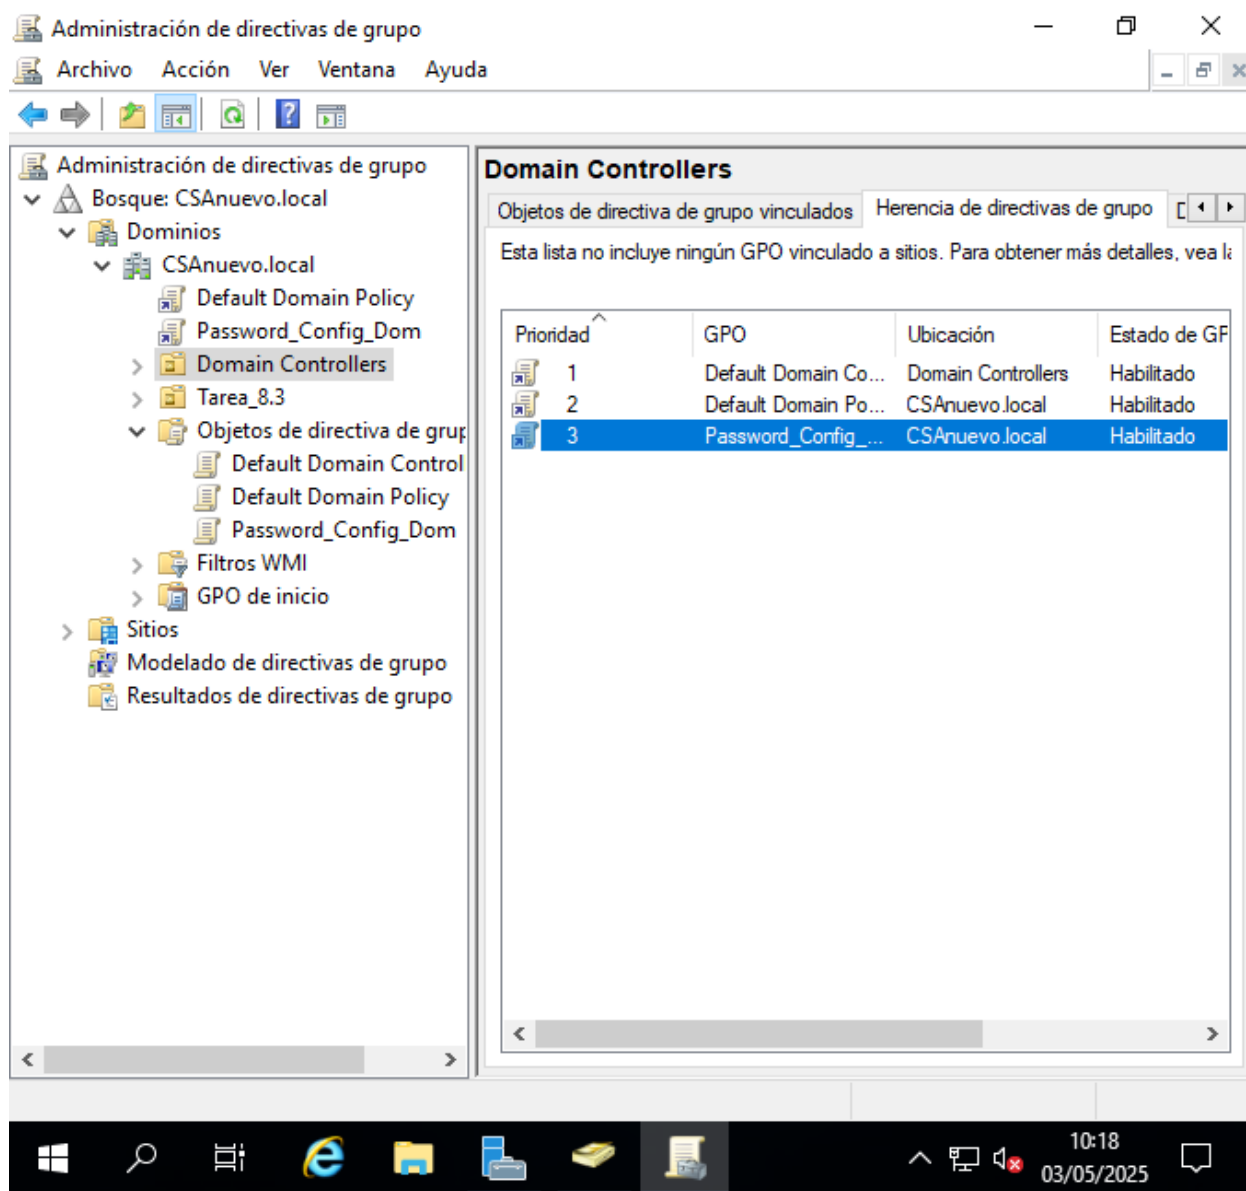 Administración de directivas de grupo
Archivo Acción Ver Ventana Ayuda
Administración de directivas de grupo
Bosque: CSAnuevo.local
Dominios
CSAnuevo.local
Default Domain Policy
Password_Config_Dom
Domain Controllers
Tarea_8.3
Objetos de directiva de grup
Default Domain Control
Default Domain Policy
Password_Config_Dom
Filtros WMI
GPO de inicio
Sitios
Modelado de directivas de grupo
Resultados de directivas de grupo
Domain Controllers
Objetos de directiva de grupo vinculados Herencia de directivas de grupo
Esta lista no incluye ningún GPO vinculado a sitios. Para obtener más detalles, vea la
Prioridad GPO Ubicación Estado de GP
1 Default Domain Co... Domain Controllers Habilitado
2 Default Domain Po... CSAnuevo.local Habilitado
3 Password_Config_... CSAnuevo.local Habilitado
10:18
03/05/2025